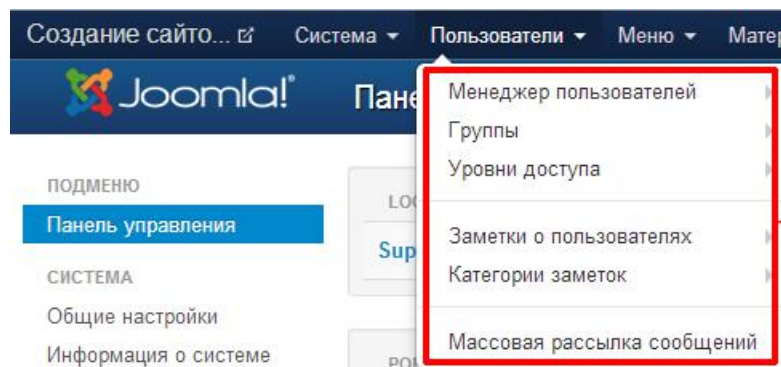 Создание сайто... Система Пользователи Меню
Joomla!
Менеджер пользователей
Группы
Уровни доступа
Заметки о пользователях
Категории заметок
Массовая рассылка сообщений
ПОДМЕНЮ
Панель управления
СИСТЕМА
Общие настройки
Информация о системе